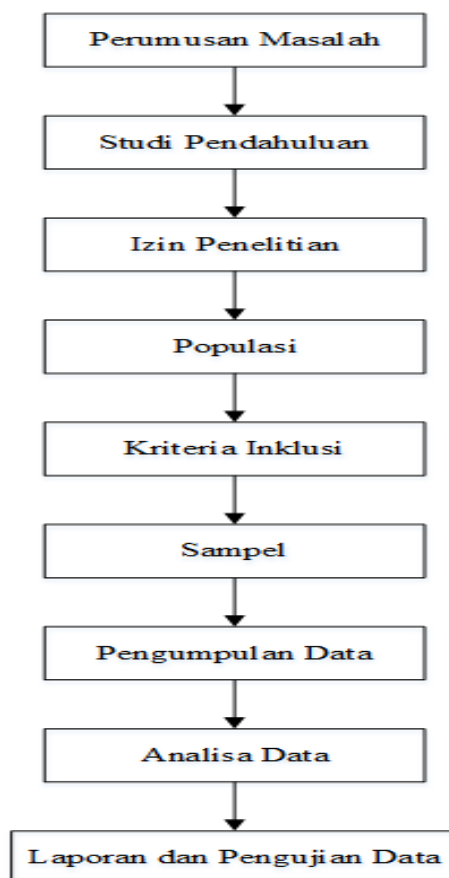 Perumusan Masalah
Studi Pendahuluan
Izin Penelitian
Populasi
Kriteria Inklusi
Sampel
Pengumpulan Data
Analisa Data
Laporan dan Pengujian Data